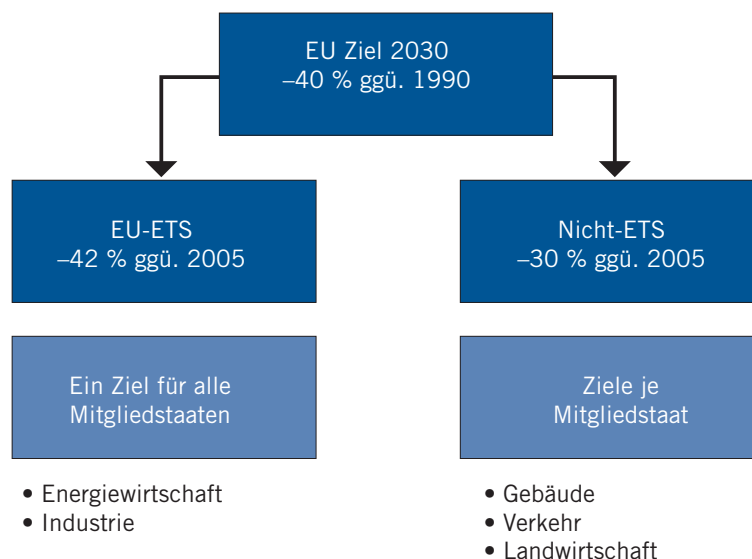 EU Ziel 2030
–40 % ggü. 1990
EU-ETS
–42 % ggü. 2005
Nicht-ETS
–30 % ggü. 2005
Ein Ziel für alle
Mitgliedstaaten
Ziele je
Mitgliedstaat
• Energiewirtschaft
• Industrie
• Gebäude
• Verkehr
• Landwirtschaft